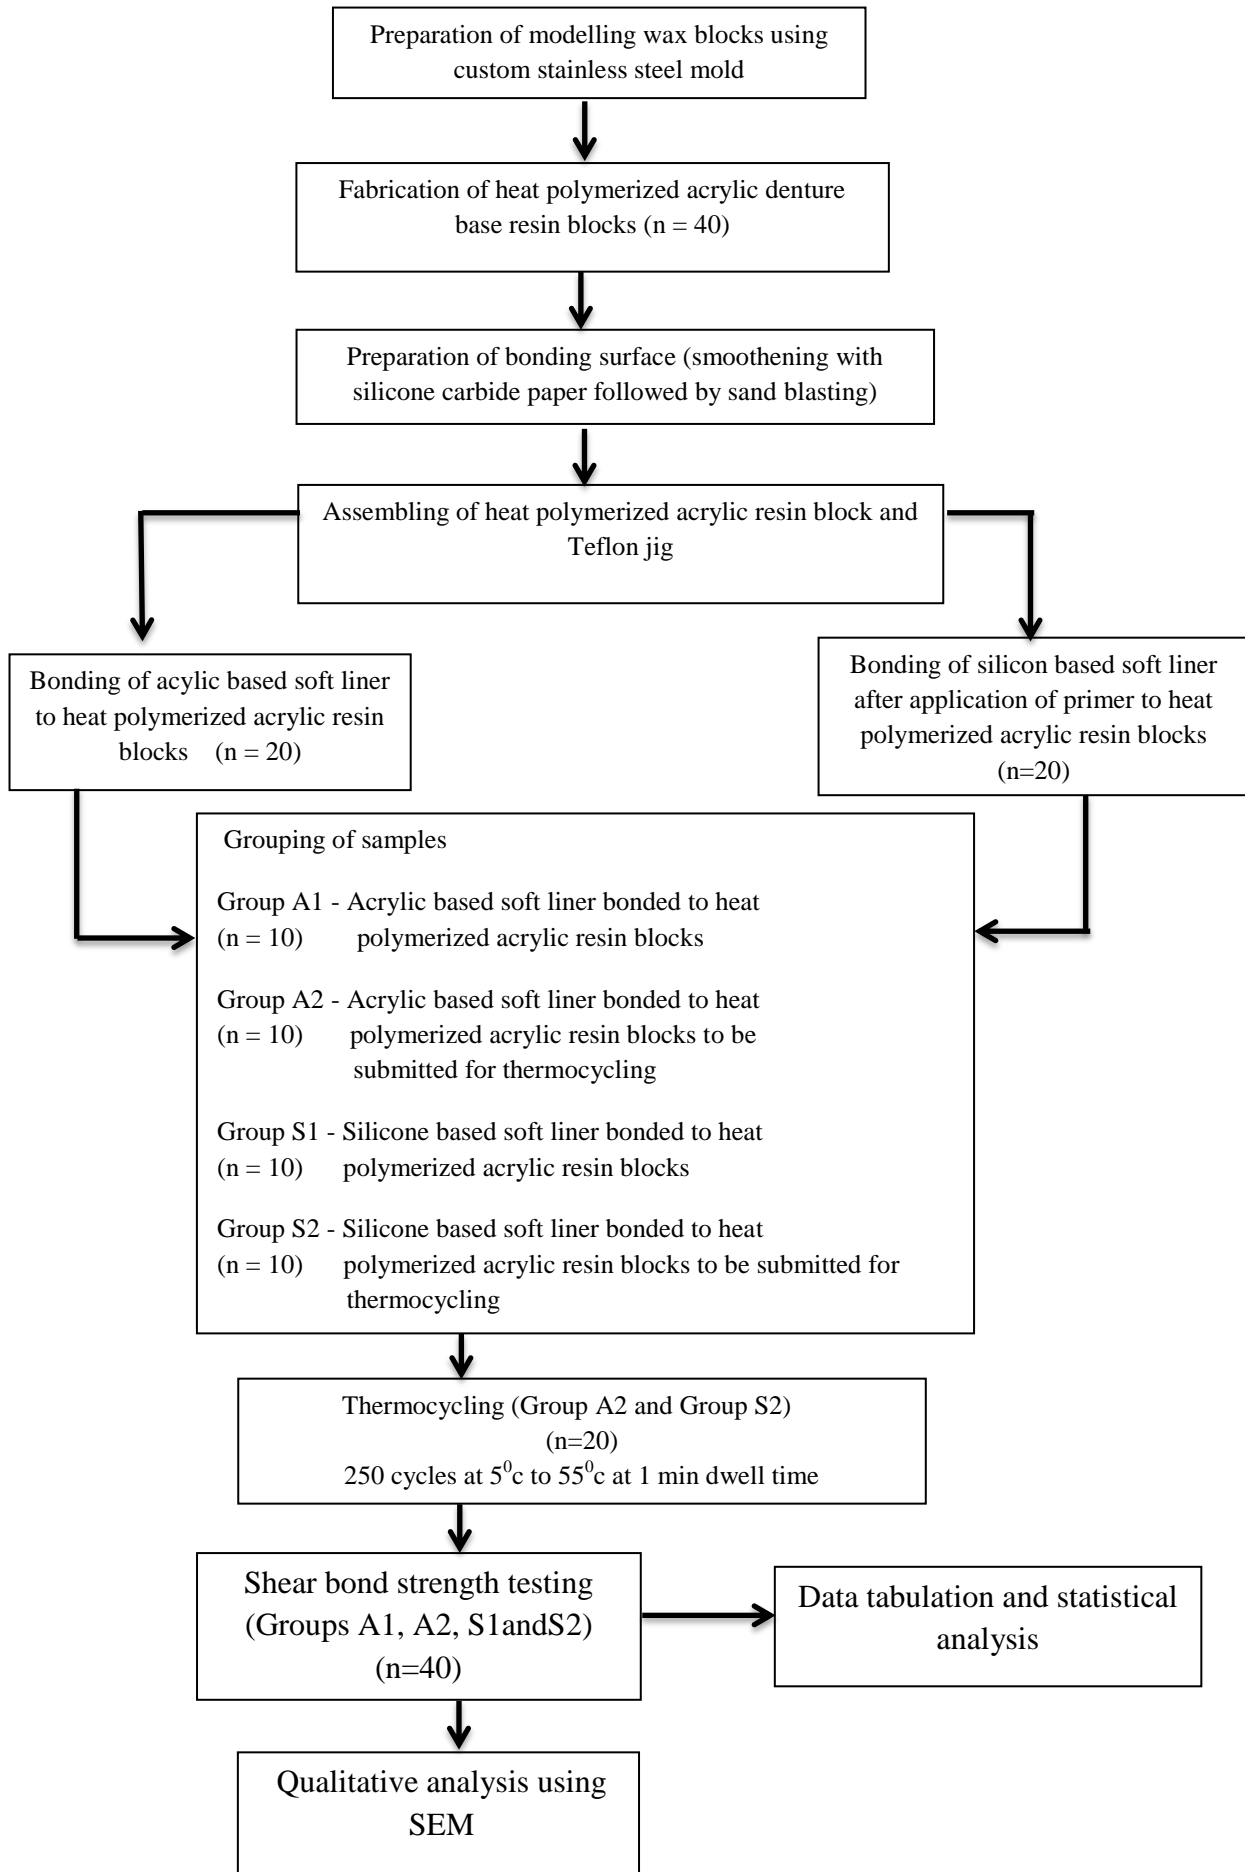 Preparation of modelling wax blocks using
custom stainless steel mold
Fabrication of heat polymerized acrylic denture
base resin blocks (n = 40)
Preparation of bonding surface (smoothening with
silicone carbide paper followed by sand blasting)
Assembling of heat polymerized acrylic resin block and
Teflon jig
Bonding of acylic based soft liner
to heat polymerized acrylic resin
blocks (n = 20)
Bonding of silicon based soft liner
after application of primer to heat
polymerized acrylic resin blocks
(n=20)
Grouping of samples
Group A1 - Acrylic based soft liner bonded to heat
(n = 10) polymerized acrylic resin blocks
Group A2 - Acrylic based soft liner bonded to heat
(n = 10) polymerized acrylic resin blocks to be
submitted for thermocycling
Group S1 - Silicone based soft liner bonded to heat
(n = 10) polymerized acrylic resin blocks
Group S2 - Silicone based soft liner bonded to heat
(n = 10) polymerized acrylic resin blocks to be submitted for
thermocycling
Thermocycling (Group A2 and Group S2)
(n=20)
250 cycles at 5⁰c to 55⁰c at 1 min dwell time
Shear bond strength testing
(Groups A1, A2, S1andS2)
(n=40)
Data tabulation and statistical
analysis
Qualitative analysis using
SEM